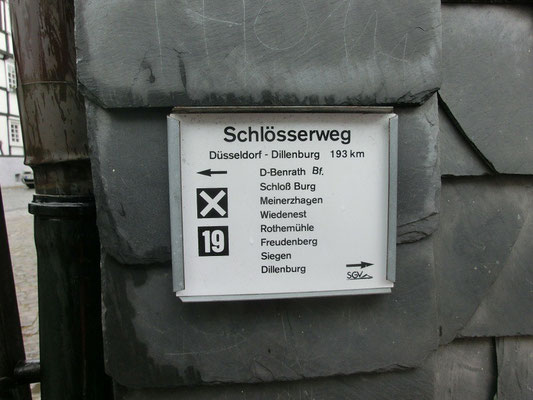 Schlösserweg
Düsseldorf - Dillenburg 193 km
← D-Benrath Bf.
Schloß Burg
X Meinerzhagen
Wiedenest
19 Rothemühle
Freudenberg
Siegen
Dillenburg →
SGV